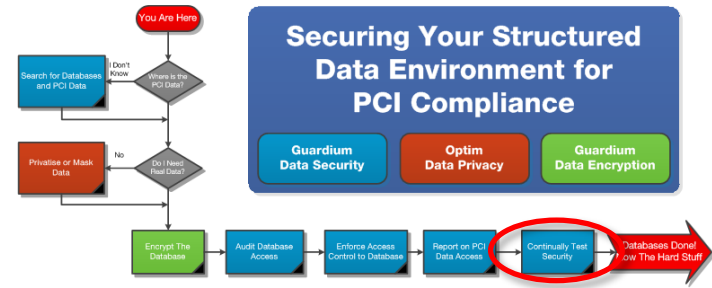 You Are Here
Securing Your Structured
Data Environment for
PCI Compliance
Guardium
Data Security
Optim
Data Privacy
Guardium
Data Encryption
I Don't
Know
Where is the
PCI Data?
Search for Databases
and PCI Data
No
Do I Need
Real Data?
Privatise or Mask
Data
Encrypt The
Database
Audit Database
Access
Enforce Access
Control to Database
Report on PCI
Data Access
Continually Test
Security
Databases Done!
Now The Hard Stuff